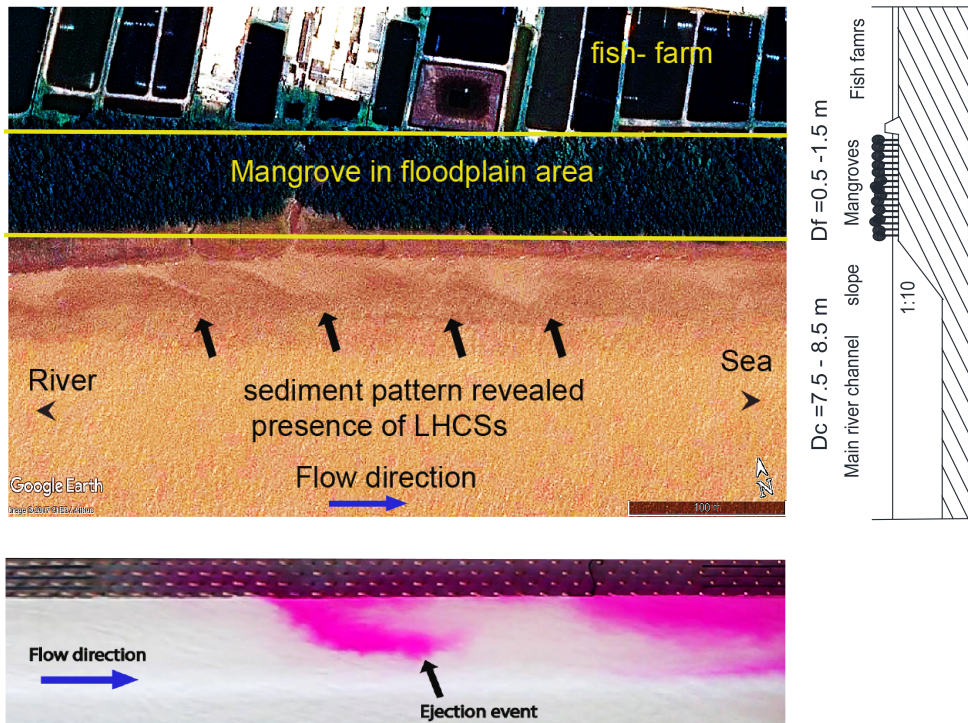 fish- farm
Mangrove in floodplain area
River
Sea
sediment pattern revealed
presence of LHCSs
Flow direction
N
Google Earth
100 m
Fish famrs
Mangroves
slope
Main river channel
Df =0.5 -1.5 m
Dc =7.5 - 8.5 m
1:10
Flow direction
Ejection event